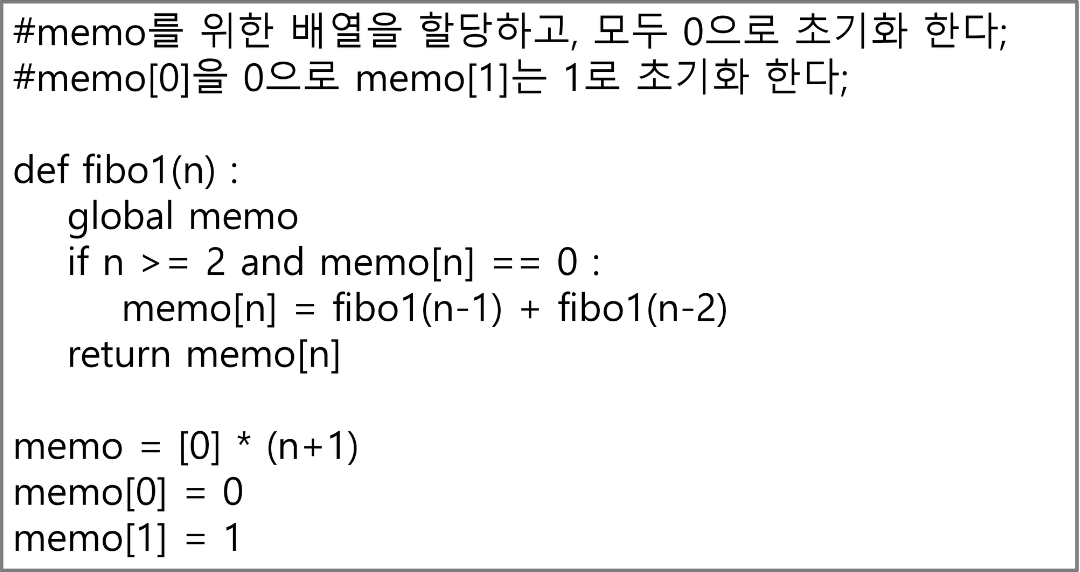 #memo를 위한 배열을 할당하고, 모두 0으로 초기화 한다;
#memo[0]을 0으로 memo[1]는 1로 초기화 한다;
def fibo1(n) :
global memo
if n >= 2 and memo[n] == 0 :
memo[n] = fibo1(n-1) + fibo1(n-2)
return memo[n]
memo = [0] * (n+1)
memo[0] = 0
memo[1] = 1